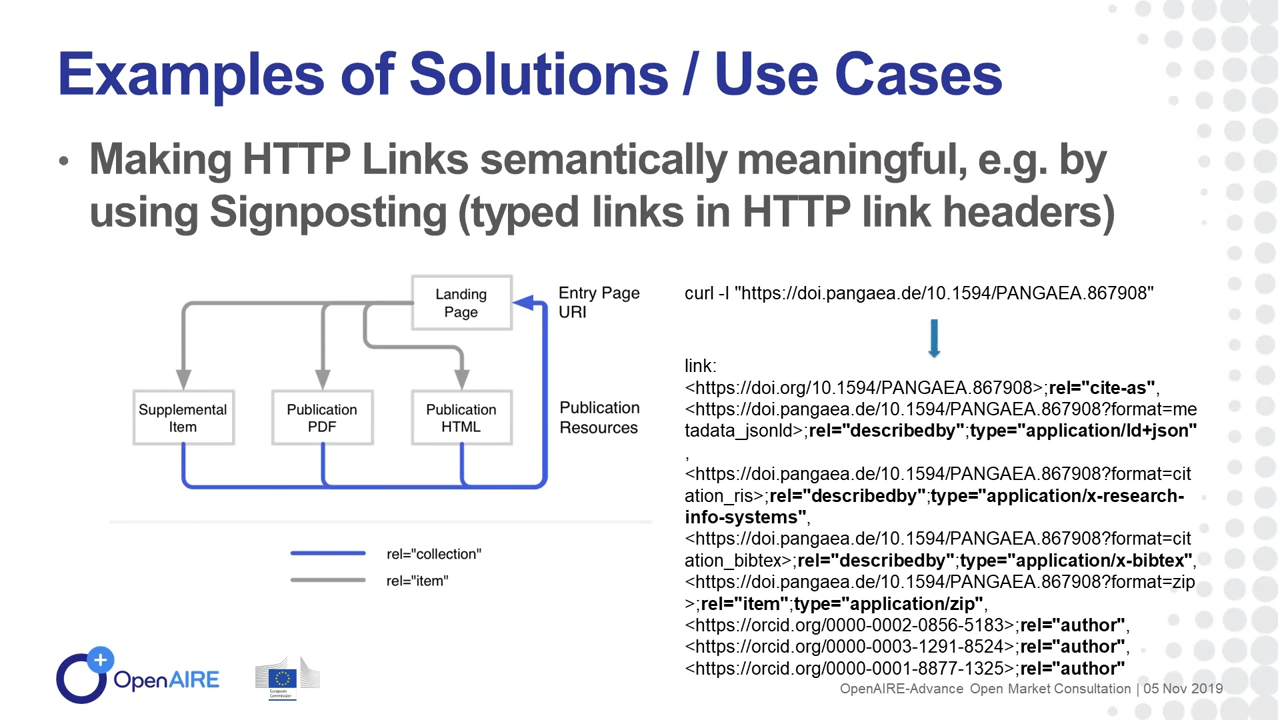 Examples of Solutions / Use Cases
• Making HTTP Links semantically meaningful, e.g. by
using Signposting (typed links in HTTP link headers)
Landing
Page
Entry Page
URI
Supplemental
Item
Publication
PDF
Publication
HTML
Publication
Resources
rel="collection"
rel="item"
curl -I "https://doi.pangaea.de/10.1594/PANGAEA.867908"
link:
<https://doi.org/10.1594/PANGAEA.867908>;rel="cite-as",
<https://doi.pangaea.de/10.1594/PANGAEA.867908?format=me
tadata_jsonld>;rel="describedby";type="application/ld+json"
,
<https://doi.pangaea.de/10.1594/PANGAEA.867908?format=cit
ation_ris>;rel="describedby";type="application/x-research-
info-systems",
<https://doi.pangaea.de/10.1594/PANGAEA.867908?format=cit
ation_bibtex>;rel="describedby";type="application/x-bibtex",
<https://doi.pangaea.de/10.1594/PANGAEA.867908?format=zip
>;rel="item";type="application/zip",
<https://orcid.org/0000-0002-0856-5183>;rel="author",
<https://orcid.org/0000-0003-1291-8524>;rel="author",
<https://orcid.org/0000-0001-8877-1325>;rel="author"
OpenAIRE
European
Commission
OpenAIRE-Advance Open Market Consultation | 05 Nov 2019